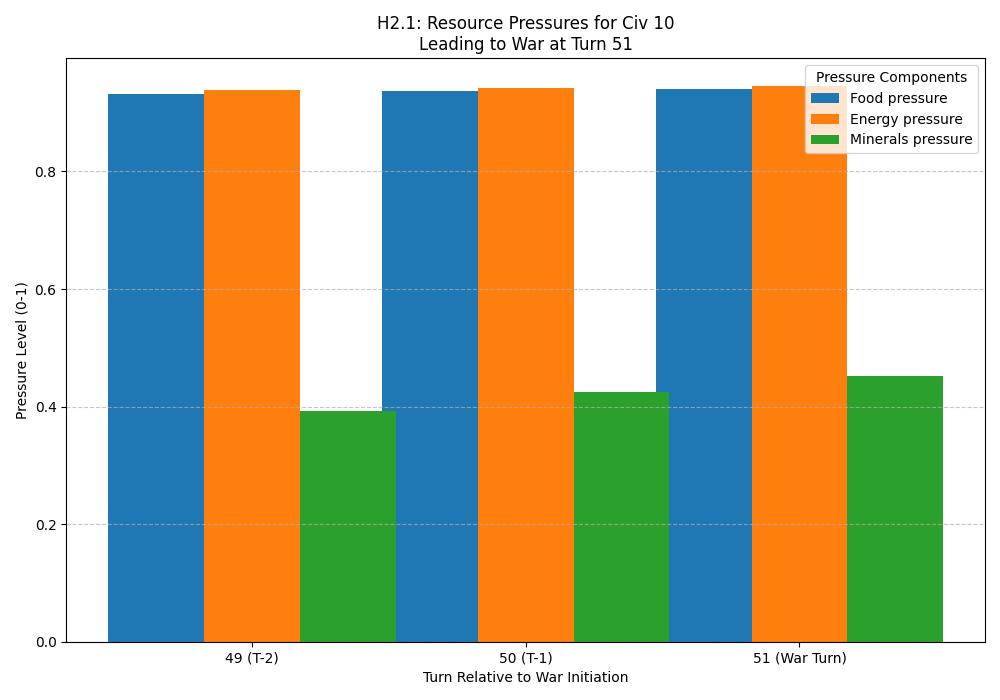 H2.1: Resource Pressures for Civ 10
Leading to War at Turn 51
Pressure Components
Food pressure
Energy pressure
Minerals pressure
Pressure Level (0-1)
0.8
0.6
0.4
0.2
0.0
49 (T-2)
50 (T-1)
51 (War Turn)
Turn Relative to War Initiation